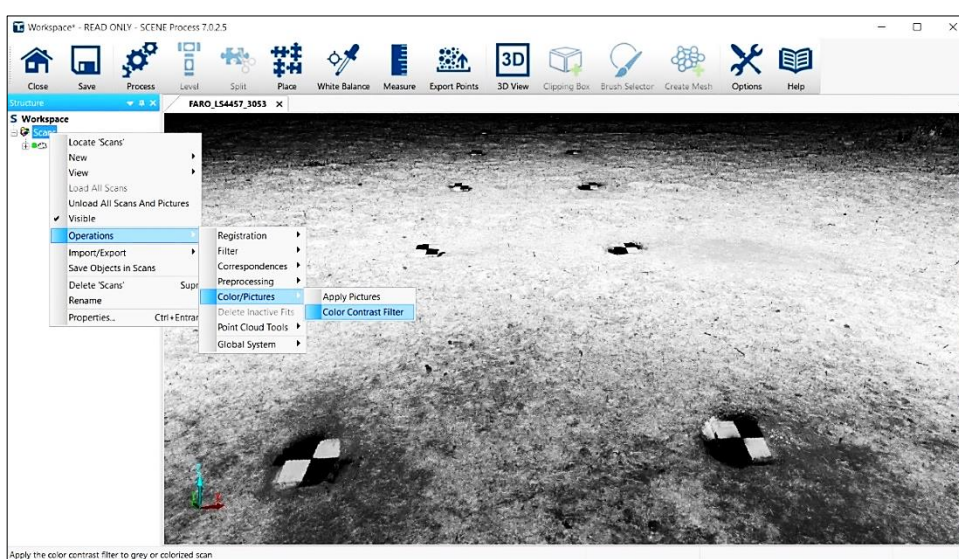 Workspace* - READ ONLY - SCENE Process 7.0.2.5
Close Save Process Level Split Place White Balance Measure Export Points 3D View Clipping Box Brush Selector Create Mesh Options Help
3D
Structure
FARO_LS4457_3053
Workspace
Scans
Locate 'Scans'
New
View
Load All Scans
Unload All Scans And Pictures
Visible
Operations
Import/Export
Save Objects in Scans
Delete 'Scans' Supr
Rename
Properties... Ctrl+Entrar
Registration
Filter
Correspondences
Preprocessing
Color/Pictures
Delete Inactive Fits
Point Cloud Tools
Global System
Apply Pictures
Color Contrast Filter
Apply the color contrast filter to grey or colorized scan